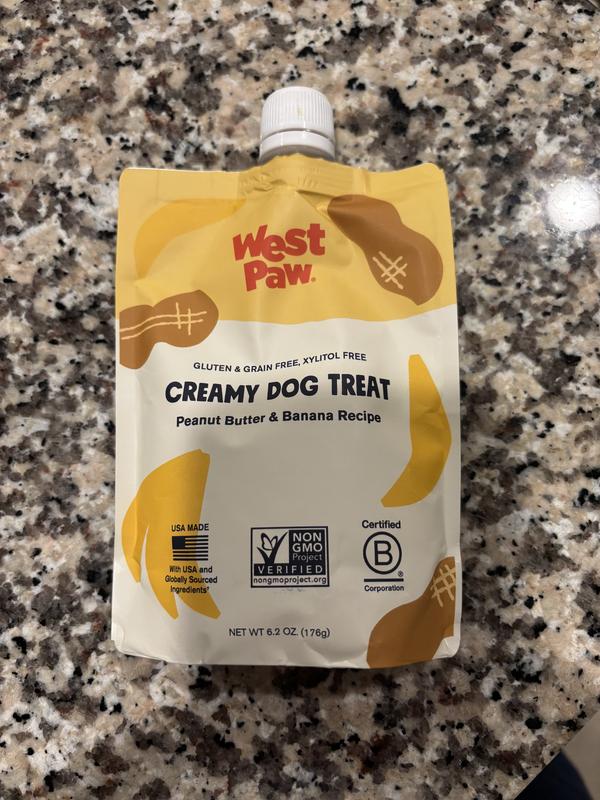 West
Paw®
GLUTEN & GRAIN FREE, XYLITOL FREE
CREAMY DOG TREAT
Peanut Butter & Banana Recipe
USA MADE
With USA and
Globally Sourced
Ingredients†
NON
GMO
Project
VERIFIED
nongmoproject.org
Certified
B
®
Corporation
NET WT 6.2 OZ. (176g)